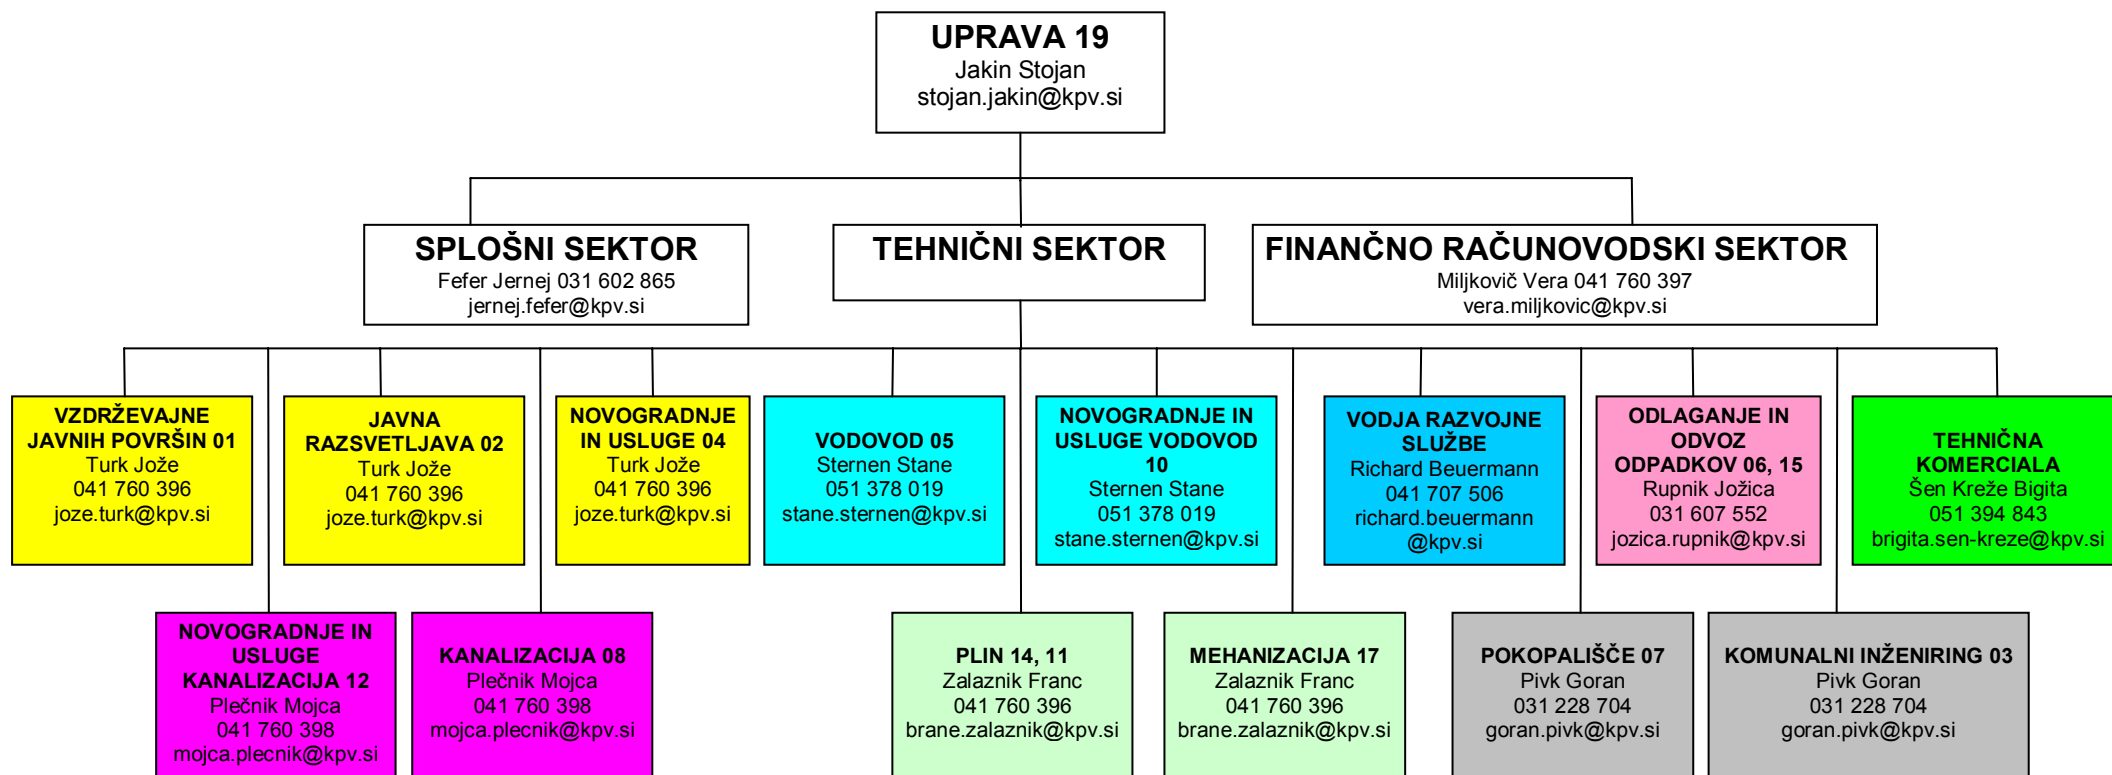 UPRAVA 19
Jakin Stojan
stojan.jakin@kpv.si
SPLOŠNI SEKTOR
Fefer Jernej 031 602 865
jernej.fefer@kpv.si
TEHNIČNI SEKTOR
FINANČNO RAČUNOVODSKI SEKTOR
Miljkovič Vera 041 760 397
vera.miljkovic@kpv.si
VZDRŽEVAJNE
JAVNIH POVRŠIN 01
Turk Jože
041 760 396
joze.turk@kpv.si
JAVNA
RAZSVETLJAVA 02
Turk Jože
041 760 396
joze.turk@kpv.si
NOVOGRADNJE
IN USLUGE 04
Turk Jože
041 760 396
joze.turk@kpv.si
VODOVOD 05
Sternen Stane
051 378 019
stane.sternen@kpv.si
NOVOGRADNJE IN
USLUGE VODOVOD
10
Sternen Stane
051 378 019
stane.sternen@kpv.si
VODJA RAZVOJNE
SLUŽBE
Richard Beuermann
041 707 506
richard.beuermann
@kpv.si
ODLAGANJE IN
ODVOZ
ODPADKOV 06, 15
Rupnik Jožica
031 607 552
jozica.rupnik@kpv.si
TEHNIČNA
KOMERCIALA
Šen Kreže Bigita
051 394 843
brigita.sen-kreze@kpv.si
NOVOGRADNJE IN
USLUGE
KANALIZACIJA 12
Plečnik Mojca
041 760 398
mojca.plecnik@kpv.si
KANALIZACIJA 08
Plečnik Mojca
041 760 398
mojca.plecnik@kpv.si
PLIN 14, 11
Zalaznik Franc
041 760 396
brane.zalaznik@kpv.si
MEHANIZACIJA 17
Zalaznik Franc
041 760 396
brane.zalaznik@kpv.si
POKOPALIŠČE 07
Pivk Goran
031 228 704
goran.pivk@kpv.si
KOMUNALNI INŽENIRING 03
Pivk Goran
031 228 704
goran.pivk@kpv.si